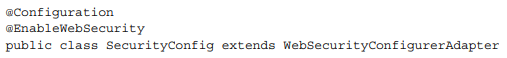 @Configuration
@EnableWebSecurity
public class SecurityConfig extends WebSecurityConfigurerAdapter